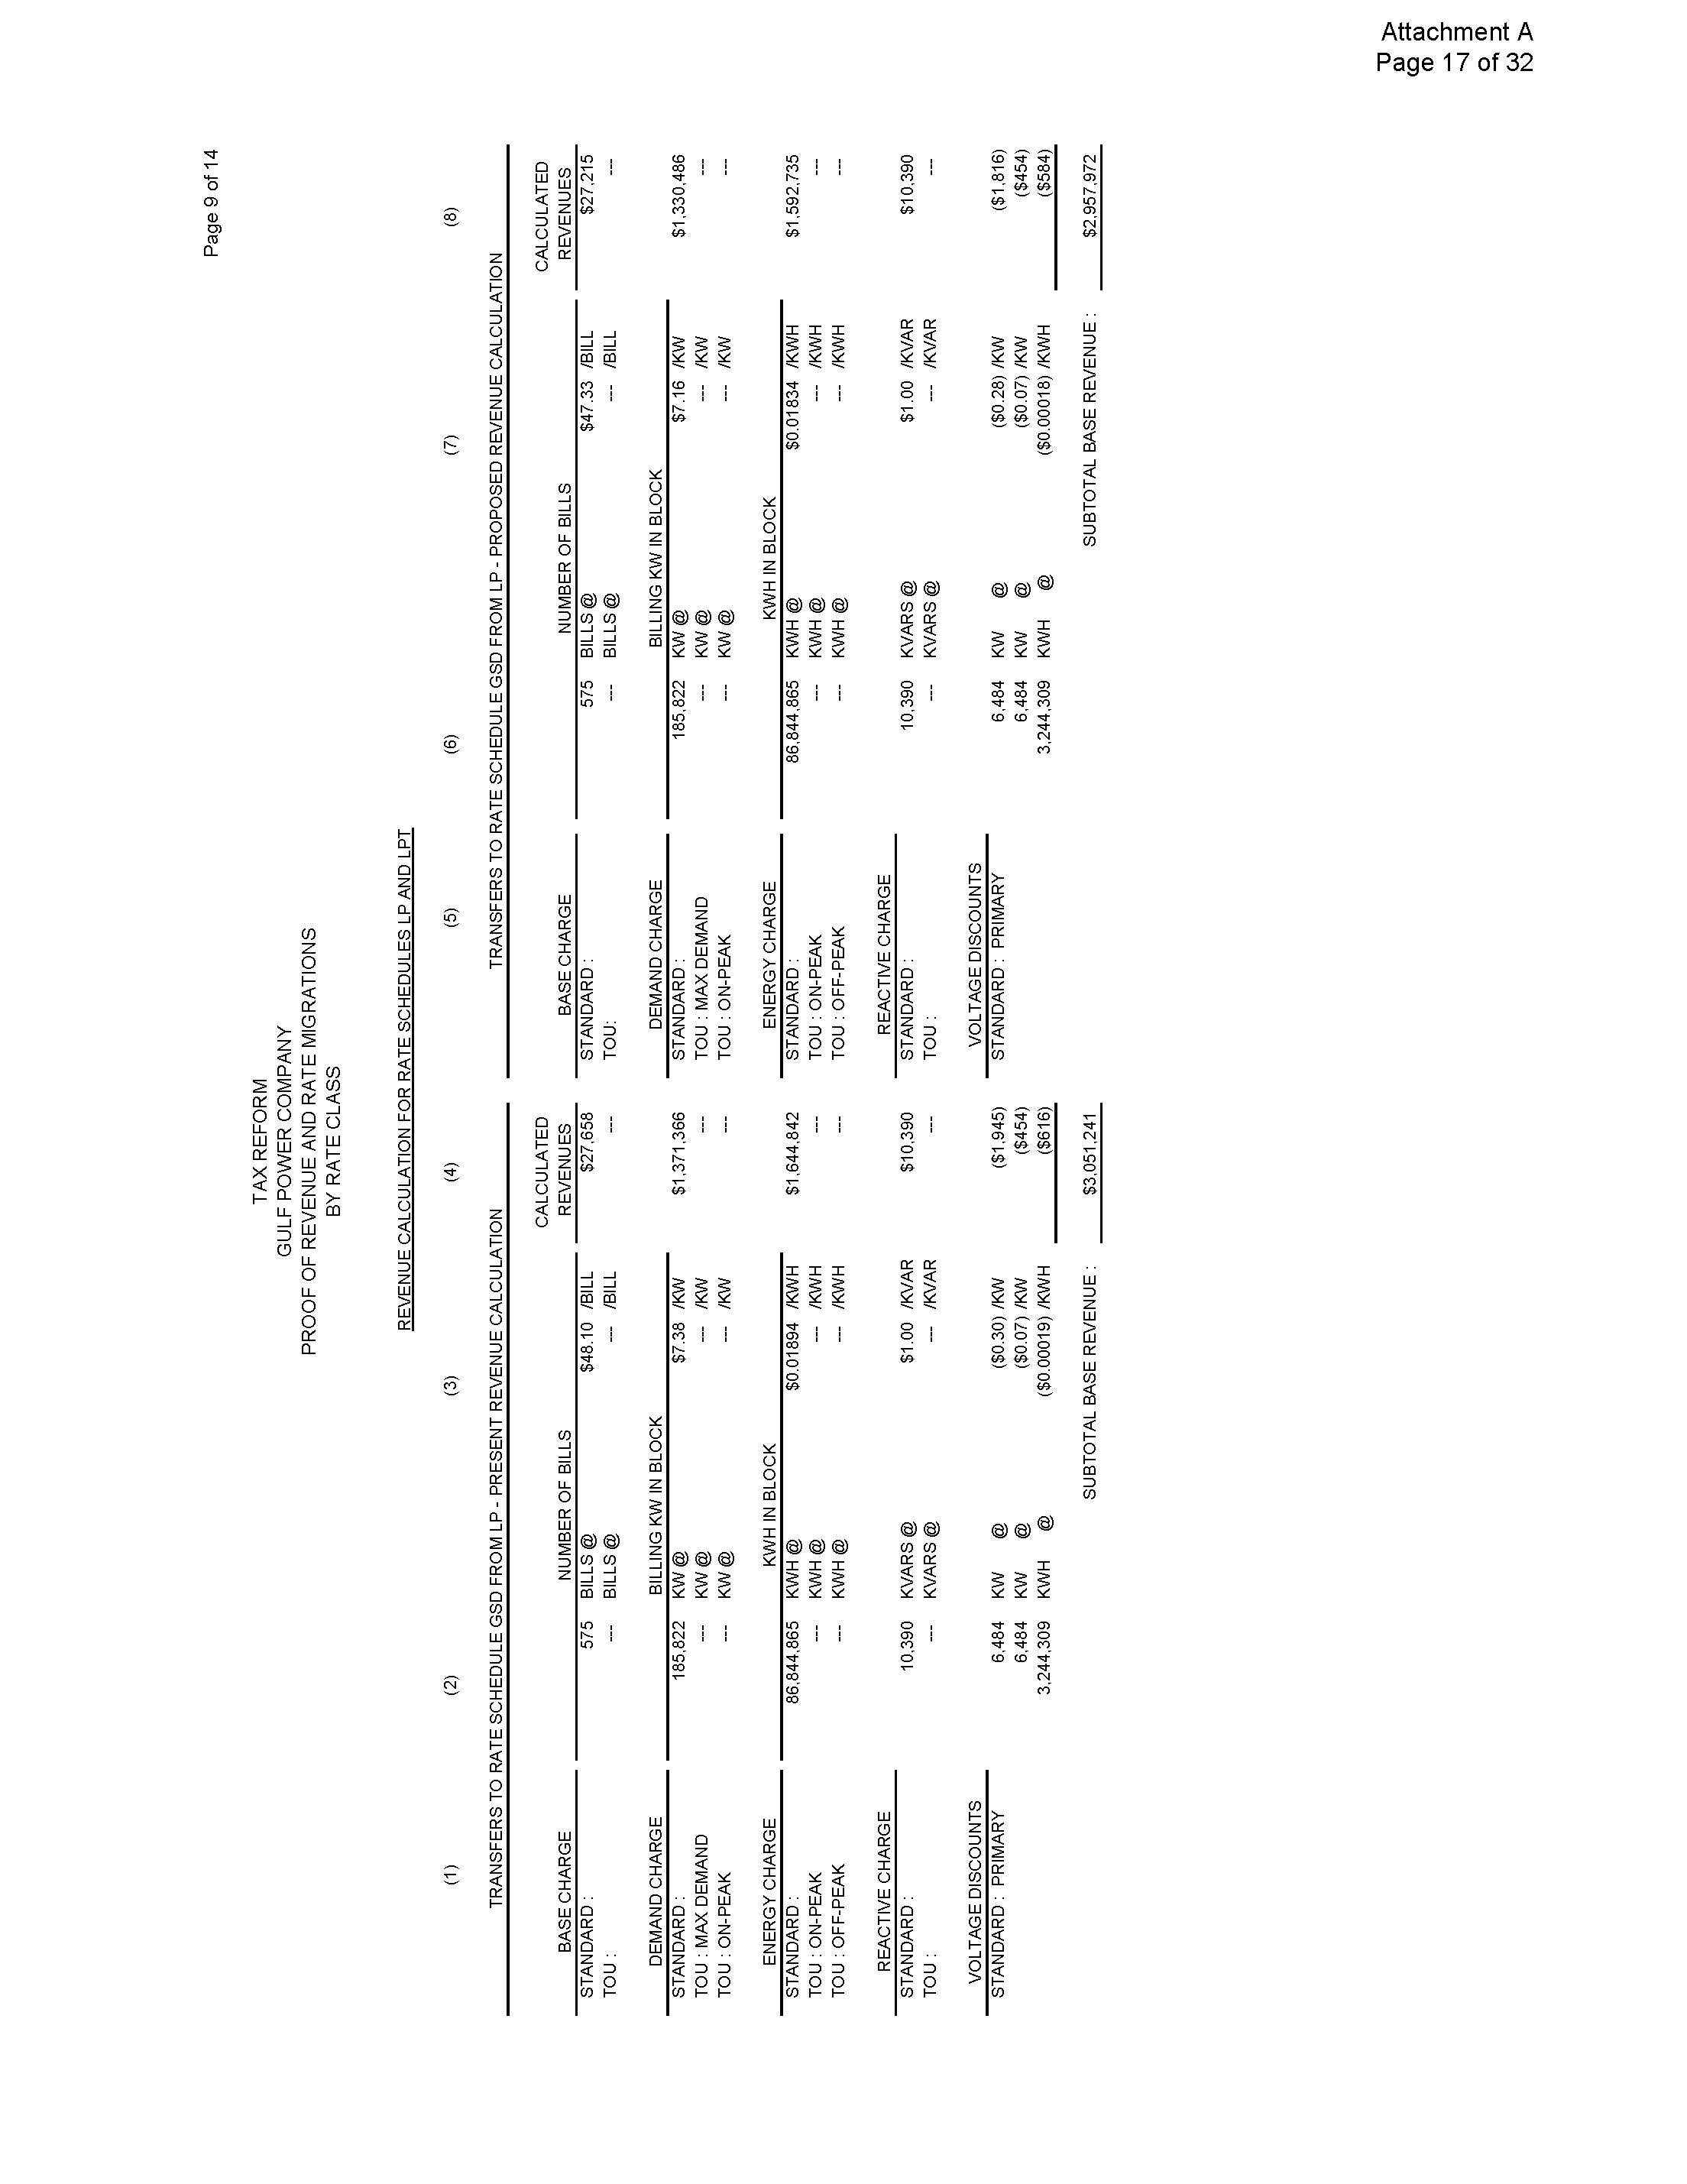 Attachment A
Page 17 of 32
Page 9 of 14
TAX REFORM
GULF POWER COMPANY
PROOF OF REVENUE AND RATE MIGRATIONS
BY RATE CLASS
REVENUE CALCULATION FOR RATE SCHEDULES LP AND LPT
(1) (2) (3) (4) (5) (6) (7) (8)
TRANSFERS TO RATE SCHEDULE GSD FROM LP - PRESENT REVENUE CALCULATION TRANSFERS TO RATE SCHEDULE GSD FROM LP - PROPOSED REVENUE CALCULATION
CALCULATED CALCULATED
BASE CHARGE NUMBER OF BILLS REVENUES BASE CHARGE NUMBER OF BILLS REVENUES
STANDARD : 575 BILLS @ $48.10 /BILL $27,658 STANDARD : 575 BILLS @ $47.33 /BILL $27,215
TOU : --- BILLS @ --- /BILL --- TOU: --- BILLS @ --- /BILL ---
DEMAND CHARGE BILLING KW IN BLOCK DEMAND CHARGE BILLING KW IN BLOCK
STANDARD : 185,822 KW @ $7.38 /KW $1,371,366 STANDARD : 185,822 KW @ $7.16 /KW $1,330,486
TOU : MAX DEMAND --- KW @ --- /KW --- TOU : MAX DEMAND --- KW @ --- /KW ---
TOU : ON-PEAK --- KW @ --- /KW --- TOU : ON-PEAK --- KW @ --- /KW ---
ENERGY CHARGE KWH IN BLOCK ENERGY CHARGE KWH IN BLOCK
STANDARD : 86,844,865 KWH @ $0.01894 /KWH $1,644,842 STANDARD : 86,844,865 KWH @ $0.01834 /KWH $1,592,735
TOU : ON-PEAK --- KWH @ --- /KWH --- TOU : ON-PEAK --- KWH @ --- /KWH ---
TOU : OFF-PEAK --- KWH @ --- /KWH --- TOU : OFF-PEAK --- KWH @ --- /KWH ---
REACTIVE CHARGE REACTIVE CHARGE
STANDARD : 10,390 KVARS @ $1.00 /KVAR $10,390 STANDARD : 10,390 KVARS @ $1.00 /KVAR $10,390
TOU : --- KVARS @ --- /KVAR --- TOU : --- KVARS @ --- /KVAR ---
VOLTAGE DISCOUNTS VOLTAGE DISCOUNTS
STANDARD : PRIMARY 6,484 KW @ ($0.30) /KW ($1,945) STANDARD : PRIMARY 6,484 KW @ ($0.28) /KW ($1,816)
6,484 KW @ ($0.07) /KW ($454) 6,484 KW @ ($0.07) /KW ($454)
3,244,309 KWH @ ($0.00019) /KWH ($616) 3,244,309 KWH @ ($0.00018) /KWH ($584)
SUBTOTAL BASE REVENUE : $3,051,241 SUBTOTAL BASE REVENUE : $2,957,972